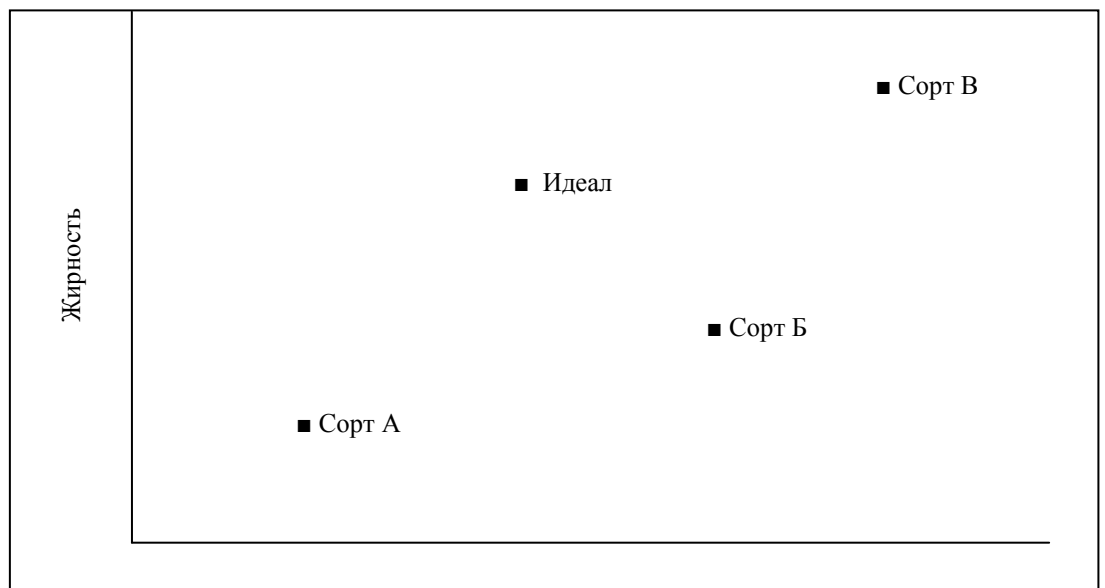 Сорт В
Идеал
Жирность
Сорт Б
Сорт А